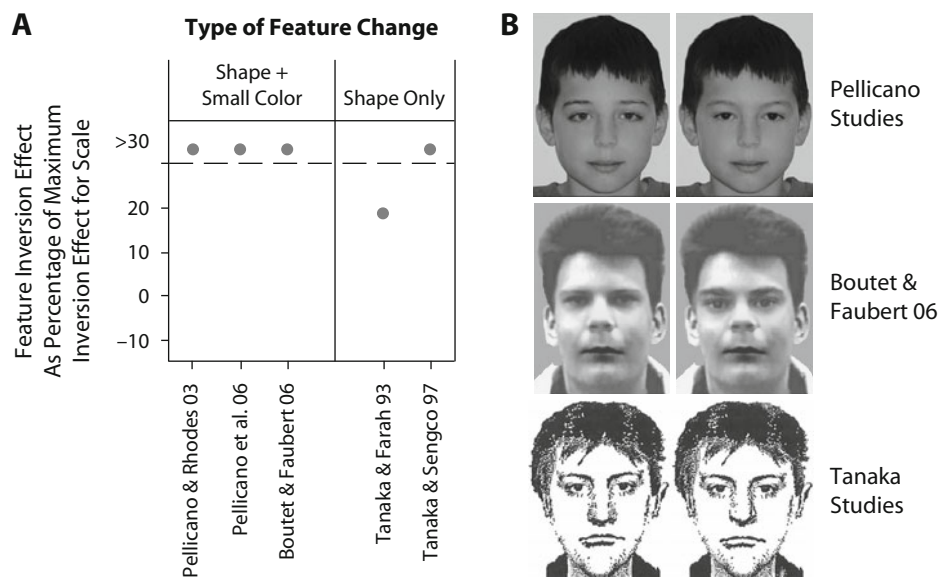 A
Type of Feature Change
Shape +
Small Color
Shape Only
Feature Inversion Effect
As Percentage of Maximum
Inversion Effect for Scale
>30
20
10
0
–10
Pellicano & Rhodes 03
Pellicano et al. 06
Boutet & Faubert 06
Tanaka & Farah 93
Tanaka & Sengco 97
B
Pellicano
Studies
Boutet &
Faubert 06
Tanaka
Studies